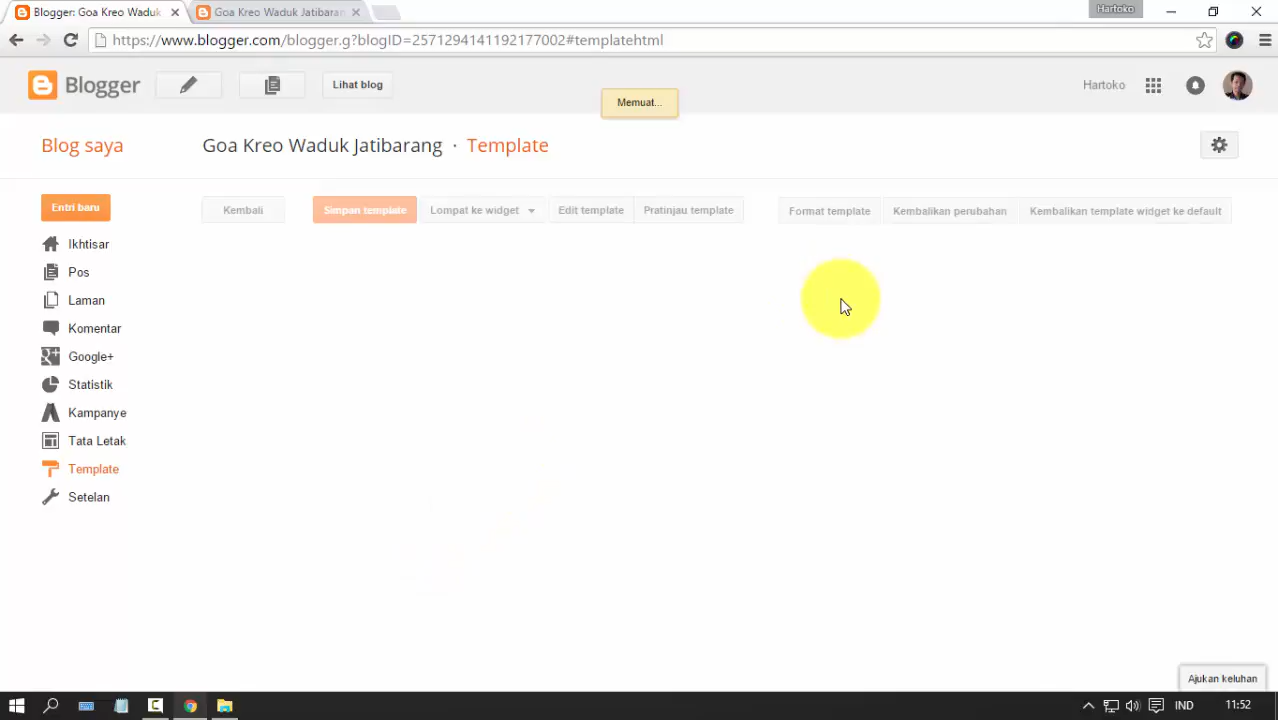 Blogger: Goa Kreo Waduk
Goa Kreo Waduk Jatibaran
Hartoko
https://www.blogger.com/blogger.g?blogID=2571294141192177002#templatehtml
Blogger
Lihat blog
Memuat...
Hartoko
Blog saya
Goa Kreo Waduk Jatibarang · Template
Entri baru
Kembali
Simpan template
Lompat ke widget
Edit template
Pratinjau template
Format template
Kembalikan perubahan
Kembalikan template widget ke default
Ikhtisar
Pos
Laman
Komentar
Google+
Statistik
Kampanye
Tata Letak
Template
Setelan
Ajukan keluhan
IND
11:52